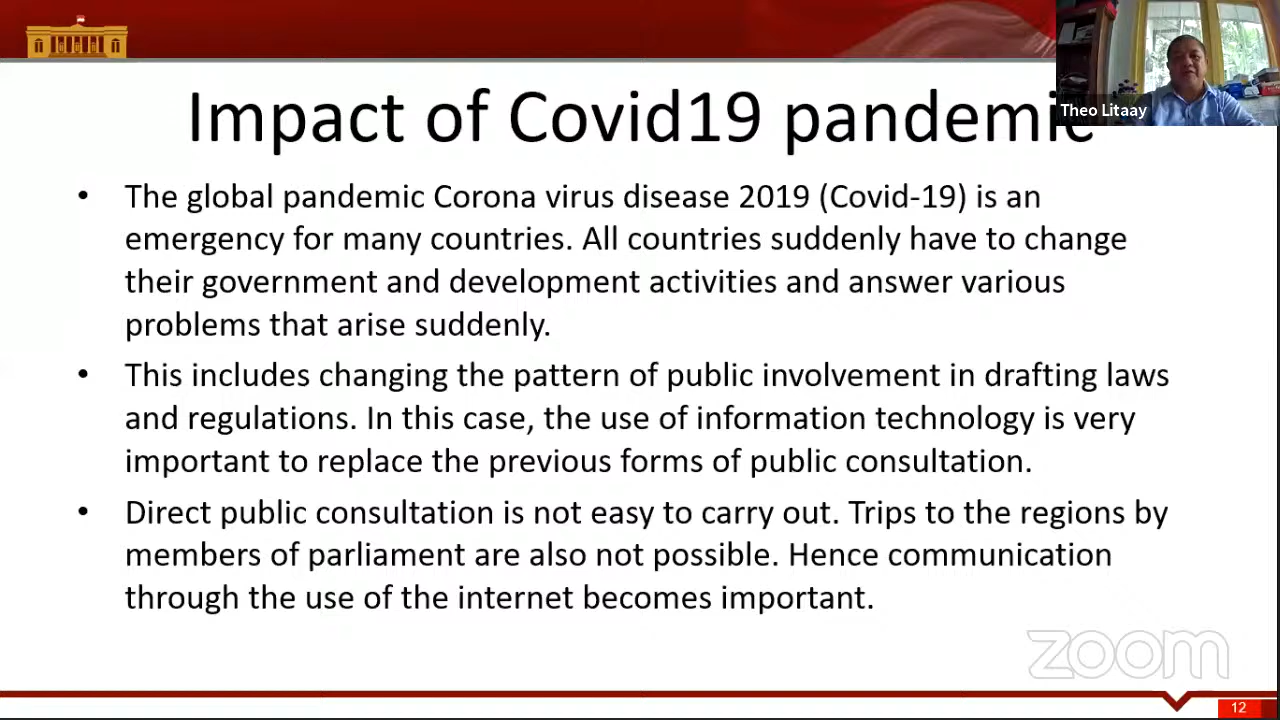 Impact of Covid19 pandemic
Theo Litaay
• The global pandemic Corona virus disease 2019 (Covid-19) is an
emergency for many countries. All countries suddenly have to change
their government and development activities and answer various
problems that arise suddenly.
• This includes changing the pattern of public involvement in drafting laws
and regulations. In this case, the use of information technology is very
important to replace the previous forms of public consultation.
• Direct public consultation is not easy to carry out. Trips to the regions by
members of parliament are also not possible. Hence communication
through the use of the internet becomes important.
zoom
12